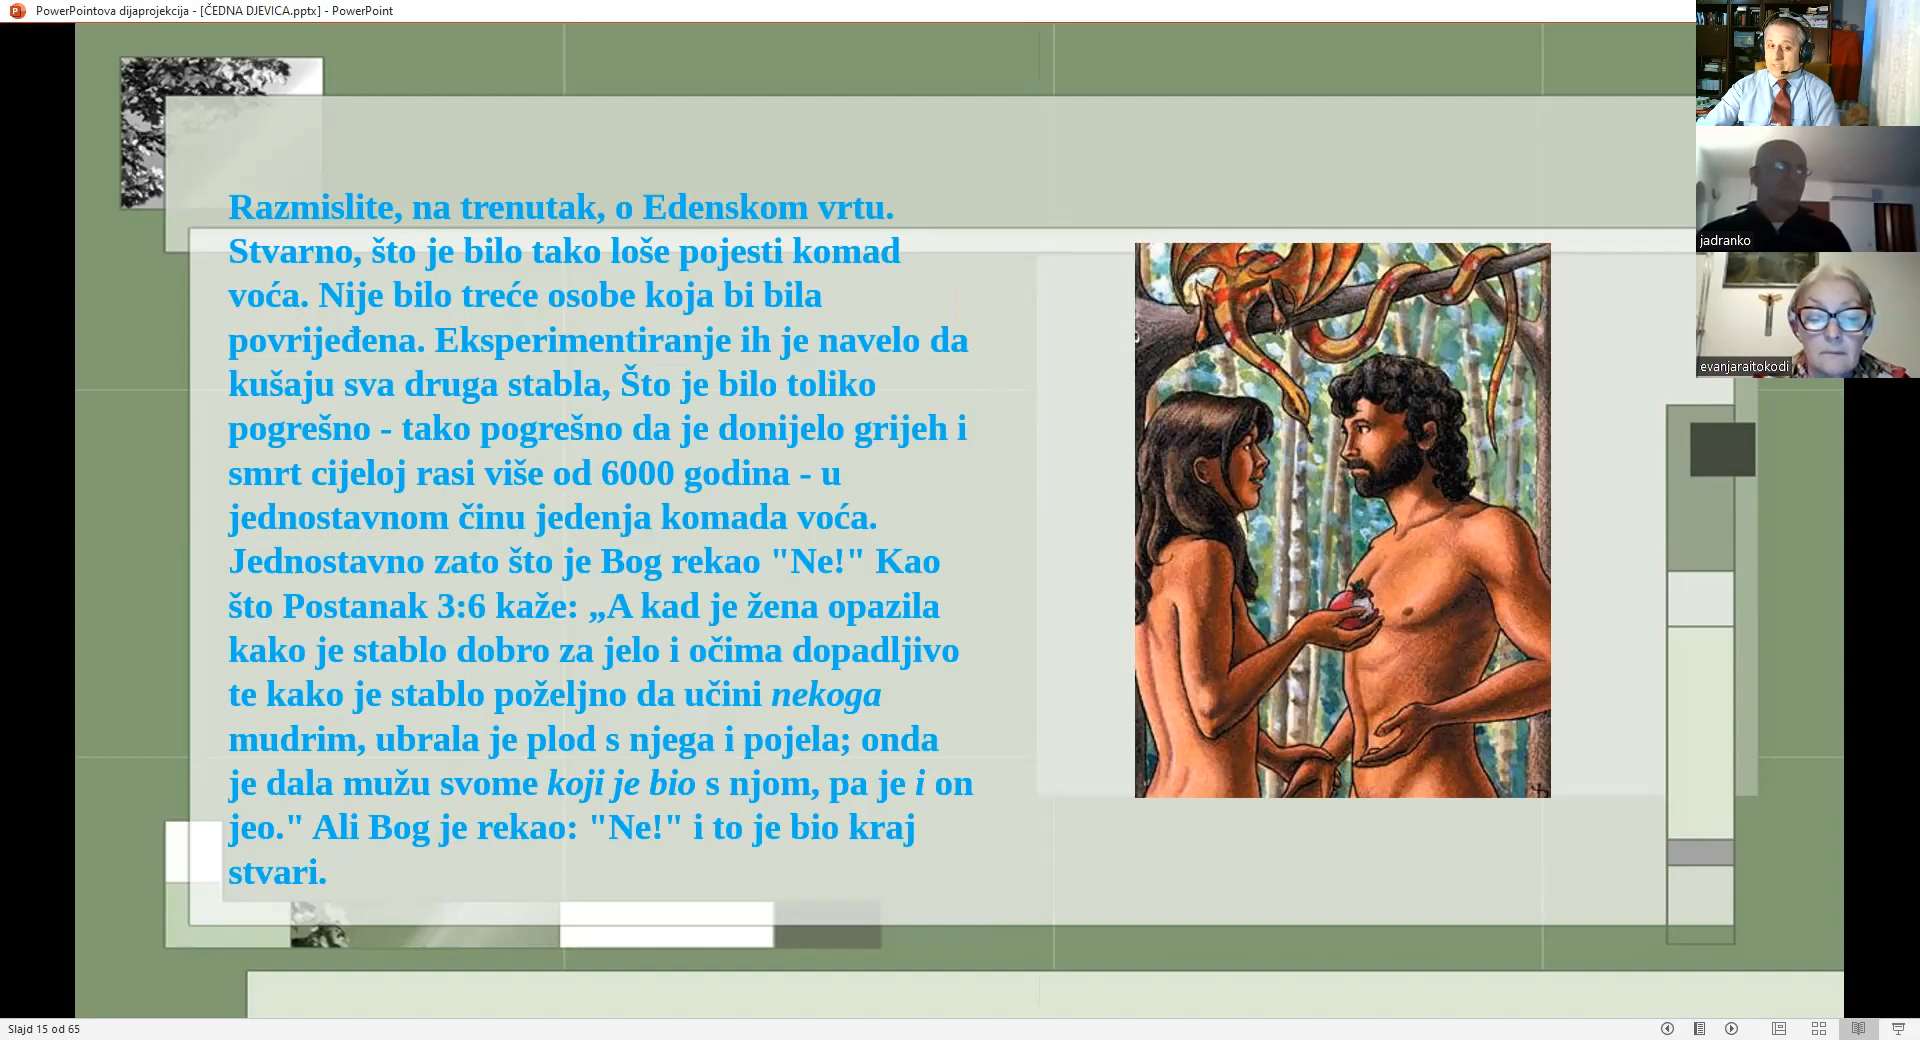 PowerPointova dijaprojekcija - [ČEDNA DJEVICA.pptx] - PowerPoint
Razmislite, na trenutak, o Edenskom vrtu.
Stvarno, što je bilo tako loše pojesti komad
voća. Nije bilo treće osobe koja bi bila
povrijeđena. Eksperimentiranje ih je navelo da
kušaju sva druga stabla, Što je bilo toliko
pogrešno - tako pogrešno da je donijelo grijeh i
smrt cijeloj rasi više od 6000 godina - u
jednostavnom činu jedenja komada voća.
Jednostavno zato što je Bog rekao "Ne!" Kao
što Postanak 3:6 kaže: „A kad je žena opazila
kako je stablo dobro za jelo i očima dopadljivo
te kako je stablo poželjno da učini nekoga
mudrim, ubrala je plod s njega i pojela; onda
je dala mužu svome koji je bio s njom, pa je i on
jeo." Ali Bog je rekao: "Ne!" i to je bio kraj
stvari.
jadranko
evanjaraitokodi
Slajd 15 od 65